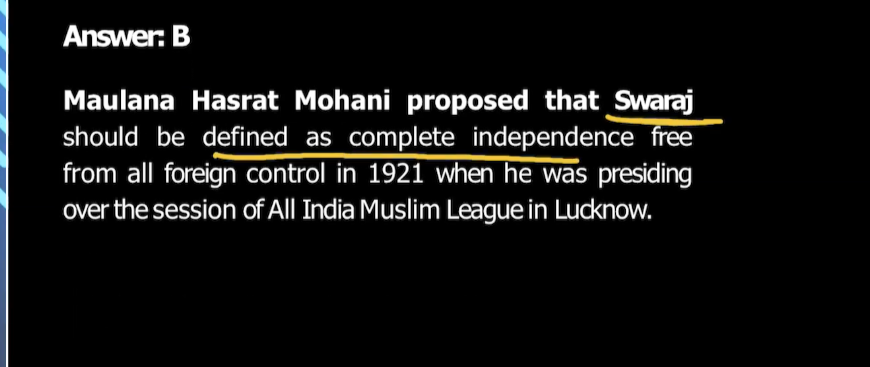 Answer: B
Maulana Hasrat Mohani proposed that Swaraj
should be defined as complete independence free
from all foreign control in 1921 when he was presiding
over the session of All India Muslim League in Lucknow.